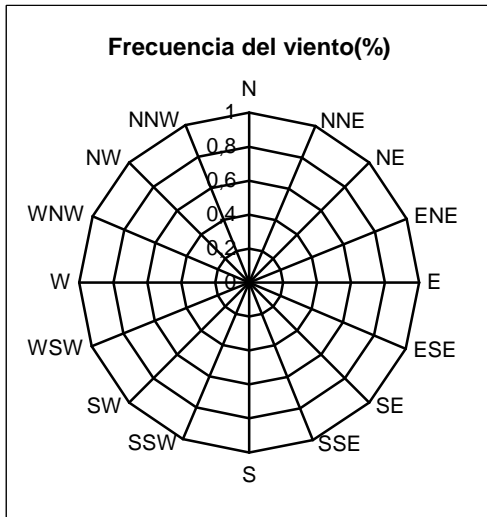 Frecuencia del viento(%)
N
NNW
1
NNE
NW
0,8
NE
0,6
WNW
0,4
ENE
0,2
W
0
E
WSW
ESE
SW
SE
SSW
SSE
S